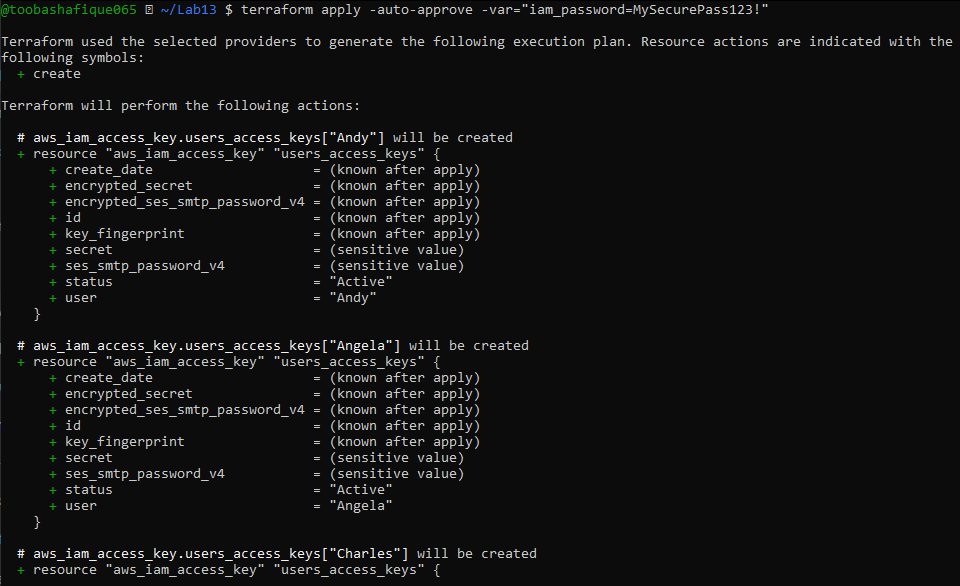 @toobashafique065 ~/Lab13 $ terraform apply -auto-approve -var="iam_password=MySecurePass123!"
Terraform used the selected providers to generate the following execution plan. Resource actions are indicated with the
following symbols:
+ create
Terraform will perform the following actions:
# aws_iam_access_key.users_access_keys["Andy"] will be created
+ resource "aws_iam_access_key" "users_access_keys" {
+ create_date = (known after apply)
+ encrypted_secret = (known after apply)
+ encrypted_ses_smtp_password_v4 = (known after apply)
+ id = (known after apply)
+ key_fingerprint = (known after apply)
+ secret = (sensitive value)
+ ses_smtp_password_v4 = (sensitive value)
+ status = "Active"
+ user = "Andy"
}
# aws_iam_access_key.users_access_keys["Angela"] will be created
+ resource "aws_iam_access_key" "users_access_keys" {
+ create_date = (known after apply)
+ encrypted_secret = (known after apply)
+ encrypted_ses_smtp_password_v4 = (known after apply)
+ id = (known after apply)
+ key_fingerprint = (known after apply)
+ secret = (sensitive value)
+ ses_smtp_password_v4 = (sensitive value)
+ status = "Active"
+ user = "Angela"
}
# aws_iam_access_key.users_access_keys["Charles"] will be created
+ resource "aws_iam_access_key" "users_access_keys" {